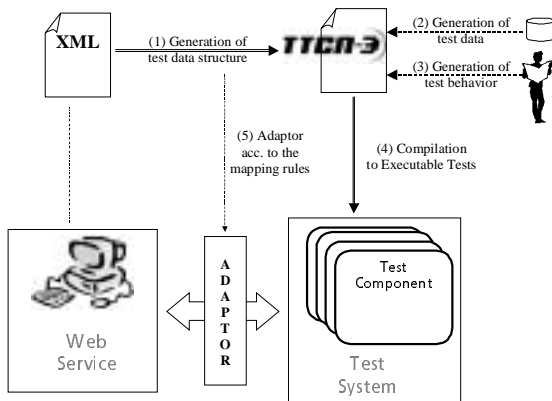 XML
(1) Generation of
test data structure
TTCN-3
(2) Generation of
test data
(3) Generation of
test behavior
(5) Adaptor
acc. to the
mapping rules
(4) Compilation
to Executable Tests
Web
Service
ADAPTOR
Test
Component
Test
System